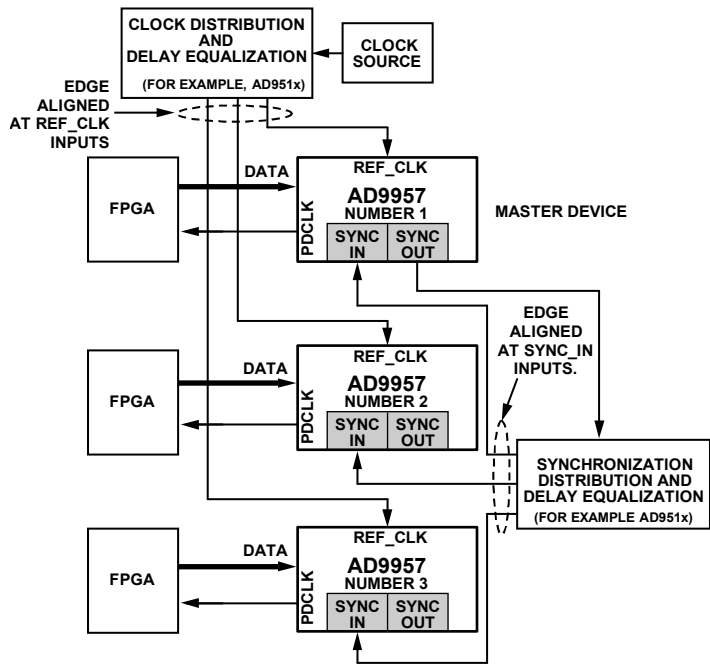 CLOCK DISTRIBUTION
AND
DELAY EQUALIZATION
(FOR EXAMPLE, AD951x)
CLOCK
SOURCE
EDGE
ALIGNED
AT REF_CLK
INPUTS
FPGA
DATA
REF_CLK
AD9957
NUMBER 1
PDCLK
SYNC
IN
SYNC
OUT
MASTER DEVICE
FPGA
DATA
REF_CLK
AD9957
NUMBER 2
PDCLK
SYNC
IN
SYNC
OUT
EDGE
ALIGNED
AT SYNC_IN
INPUTS.
SYNCHRONIZATION
DISTRIBUTION AND
DELAY EQUALIZATION
(FOR EXAMPLE AD951x)
FPGA
DATA
REF_CLK
AD9957
NUMBER 3
PDCLK
SYNC
IN
SYNC
OUT